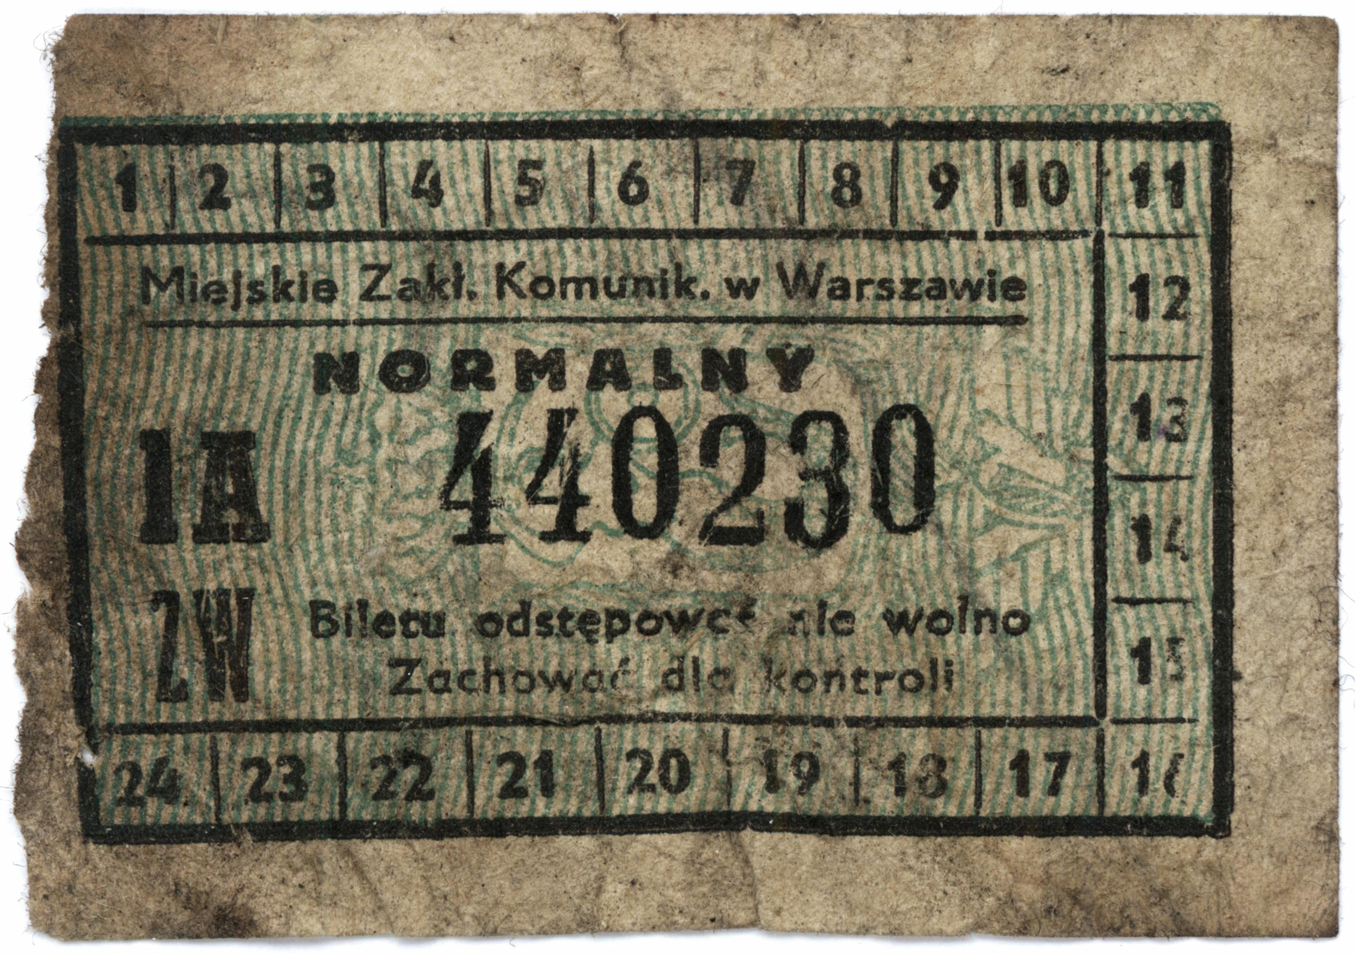 1 2 3 4 5 6 7 8 9 10 11
Miejskie Zakł. Komunik. w Warszawie
12
NORMALNY
13
1A 440230
14
ZW Biletu odstępować nie wolno
15
Zachować dla kontroli
24 23 22 21 20 19 18 17 16